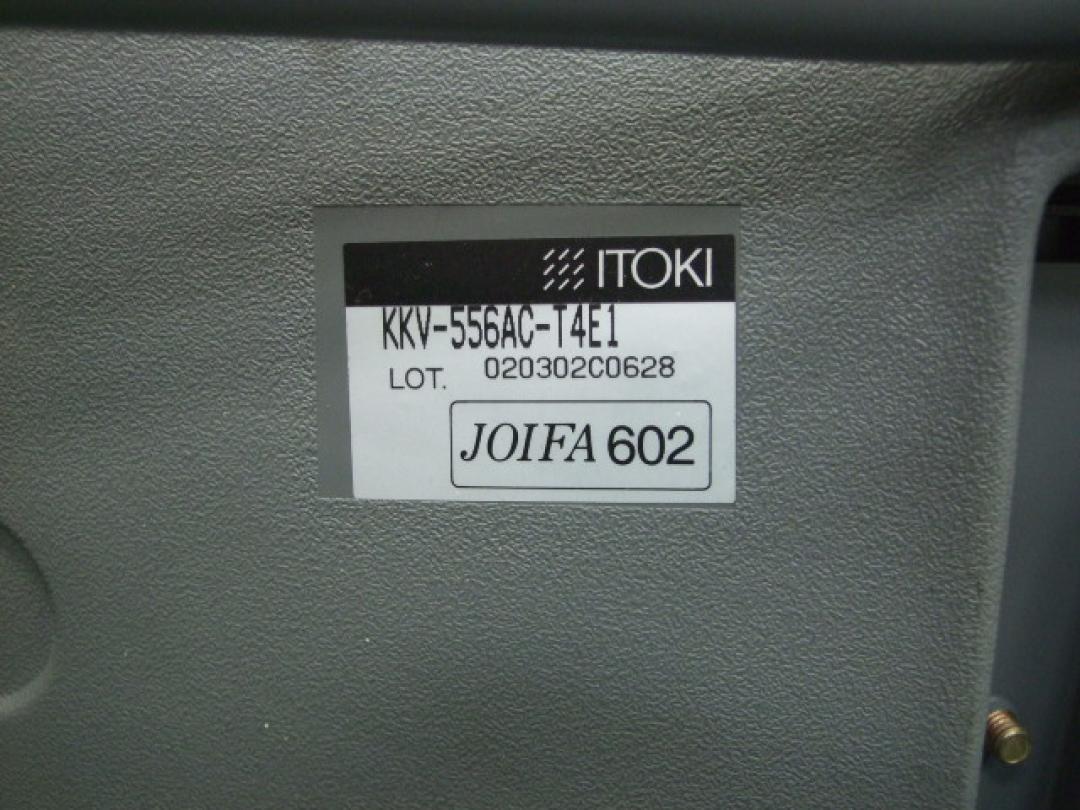 ITOKI
KKV-556AC-T4E1
LOT. 020302C0628
JOIFA 602